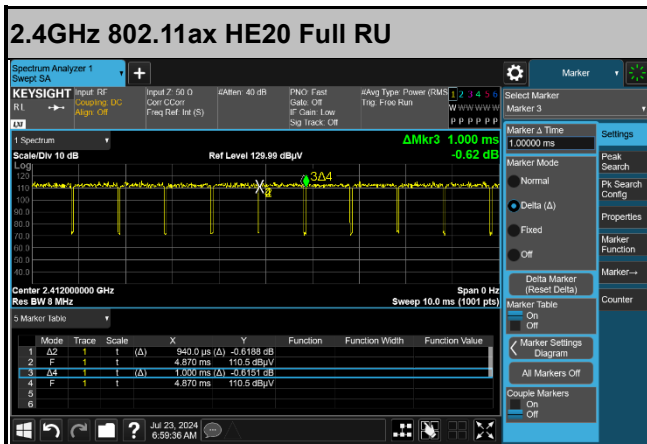 2.4GHz 802.11ax HE20 Full RU
Spectrum Analyzer 1
Swept SA
Marker
KEYSIGHT
RL
LXI
Input: RF
Coupling: DC
Align: Off
Input Z: 50 Ω
Corr CCorr
Freq Ref: Int (S)
#Atten: 40 dB
PNO: Fast
Gate: Off
IF Gain: Low
Sig Track: Off
#Avg Type: Power (RMS
Trig: Free Run
1 2 3 4 5 6
W W W W W W
P P P P P P
1 Spectrum
ΔMkr3 1.000 ms
-0.62 dB
Scale/Div 10 dB
Ref Level 129.99 dBµV
Log
120
110
100
90.0
80.0
70.0
60.0
50.0
40.0
3Δ4
Center 2.412000000 GHz
Res BW 8 MHz
Span 0 Hz
Sweep 10.0 ms (1001 pts)
5 Marker Table
Mode Trace Scale X Y Function Function Width Function Value
1 Δ2 1 t (Δ) 940.0 µs (Δ) -0.6188 dB
2 F 1 t 4.870 ms 110.5 dBµV
3 Δ4 1 t (Δ) 1.000 ms (Δ) -0.6151 dB
4 F 1 t 4.870 ms 110.5 dBµV
5
6
Jul 23, 2024
6:59:36 AM
Select Marker
Marker 3
Marker Δ Time
1.00000 ms
Marker Mode
Normal
Delta (Δ)
Fixed
Off
Delta Marker
(Reset Delta)
Marker Table
On
Off
Marker Settings
Diagram
All Markers Off
Couple Markers
On
Off
Settings
Peak
Search
Pk Search
Config
Properties
Marker
Function
Marker→
Counter